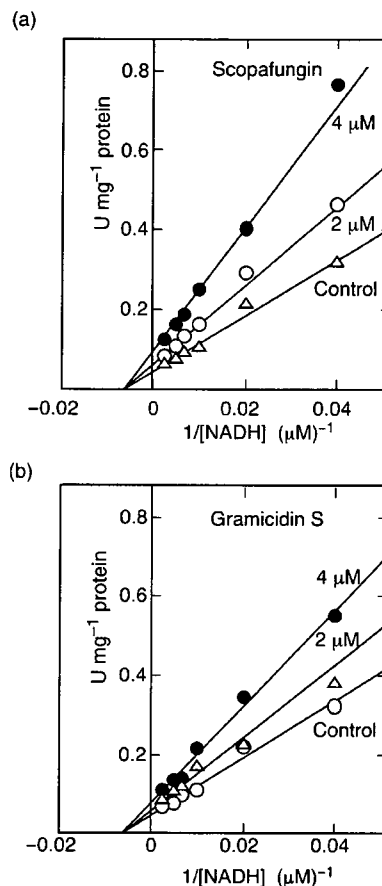 (a)
Scopafungin
0.8
0.6
0.4
0.2
U mg⁻¹ protein
4 μM
2 μM
Control
−0.02 0 0.02 0.04
1/[NADH] (μM)⁻¹
(b)
Gramicidin S
0.8
0.6
0.4
0.2
U mg⁻¹ protein
4 μM
2 μM
Control
−0.02 0 0.02 0.04
1/[NADH] (μM)⁻¹